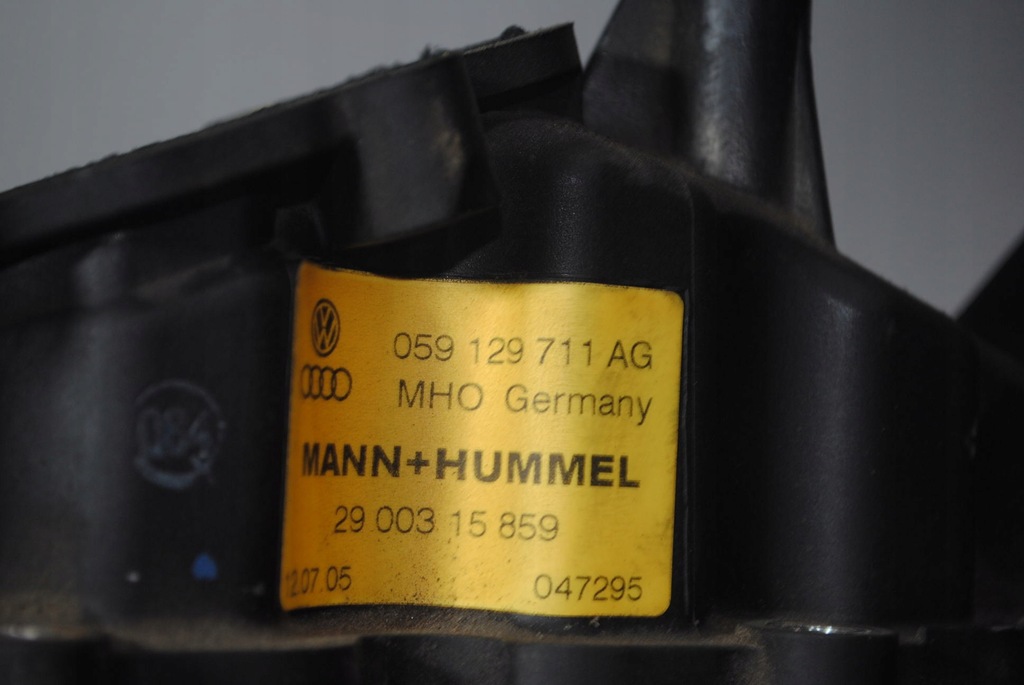 059 129 711 AG
MHO Germany
MANN+HUMMEL
29 003 15 859
12.07.05 047295